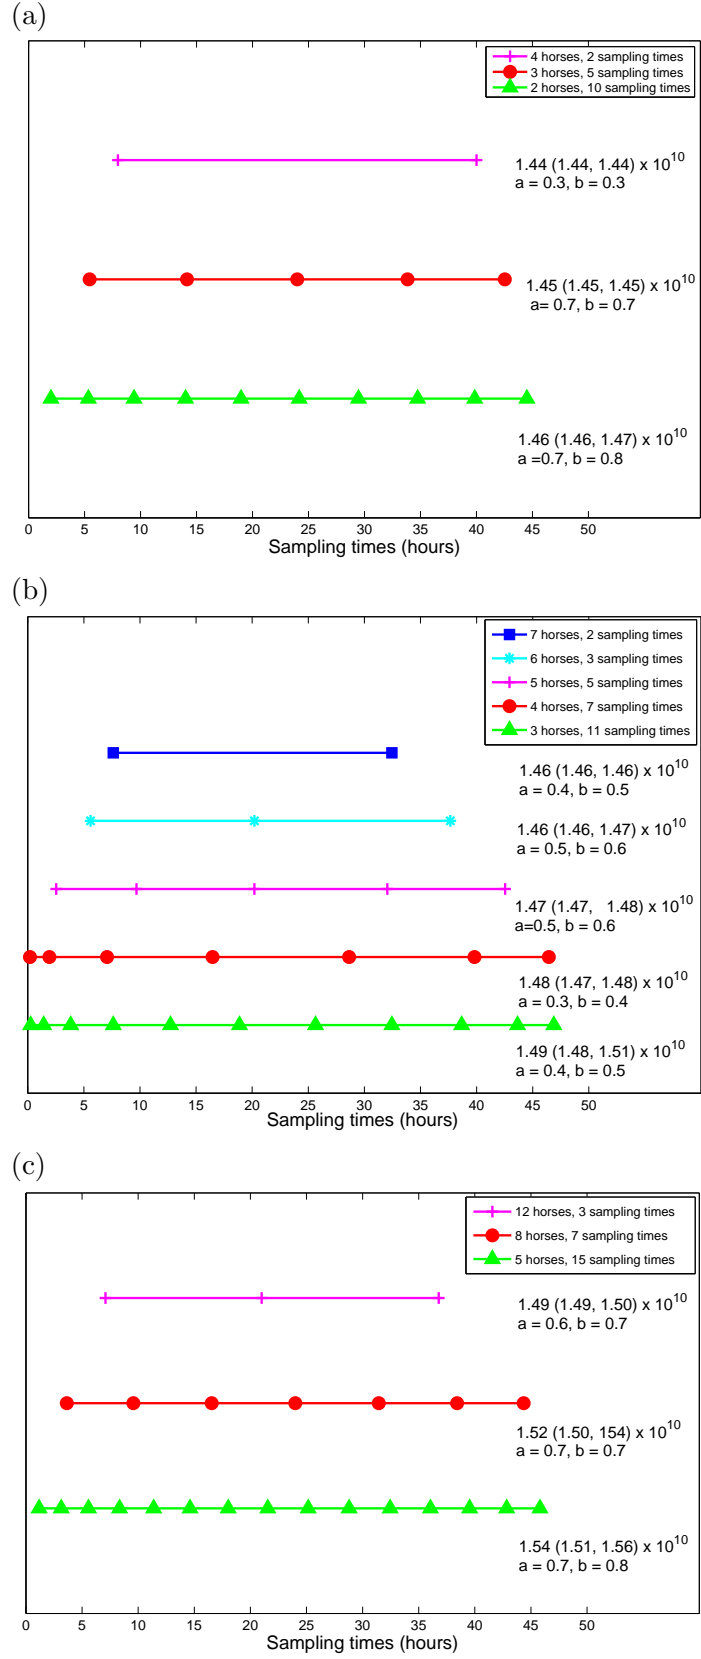 (a)
4 horses, 2 sampling times
3 horses, 5 sampling times
2 horses, 10 sampling times
1.44 (1.44, 1.44) x 10^10
a = 0.3, b = 0.3
1.45 (1.45, 1.45) x 10^10
a= 0.7, b = 0.7
1.46 (1.46, 1.47) x 10^10
a =0.7, b = 0.8
0 5 10 15 20 25 30 35 40 45 50
Sampling times (hours)
(b)
7 horses, 2 sampling times
6 horses, 3 sampling times
5 horses, 5 sampling times
4 horses, 7 sampling times
3 horses, 11 sampling times
1.46 (1.46, 1.46) x 10^10
a = 0.4, b = 0.5
1.46 (1.46, 1.47) x 10^10
a = 0.5, b = 0.6
1.47 (1.47, 1.48) x 10^10
a=0.5, b = 0.6
1.48 (1.47, 1.48) x 10^10
a = 0.3, b = 0.4
1.49 (1.48, 1.51) x 10^10
a = 0.4, b = 0.5
0 5 10 15 20 25 30 35 40 45 50
Sampling times (hours)
(c)
12 horses, 3 sampling times
8 horses, 7 sampling times
5 horses, 15 sampling times
1.49 (1.49, 1.50) x 10^10
a = 0.6, b = 0.7
1.52 (1.50, 154) x 10^10
a = 0.7, b = 0.7
1.54 (1.51, 1.56) x 10^10
a = 0.7, b = 0.8
0 5 10 15 20 25 30 35 40 45 50
Sampling times (hours)